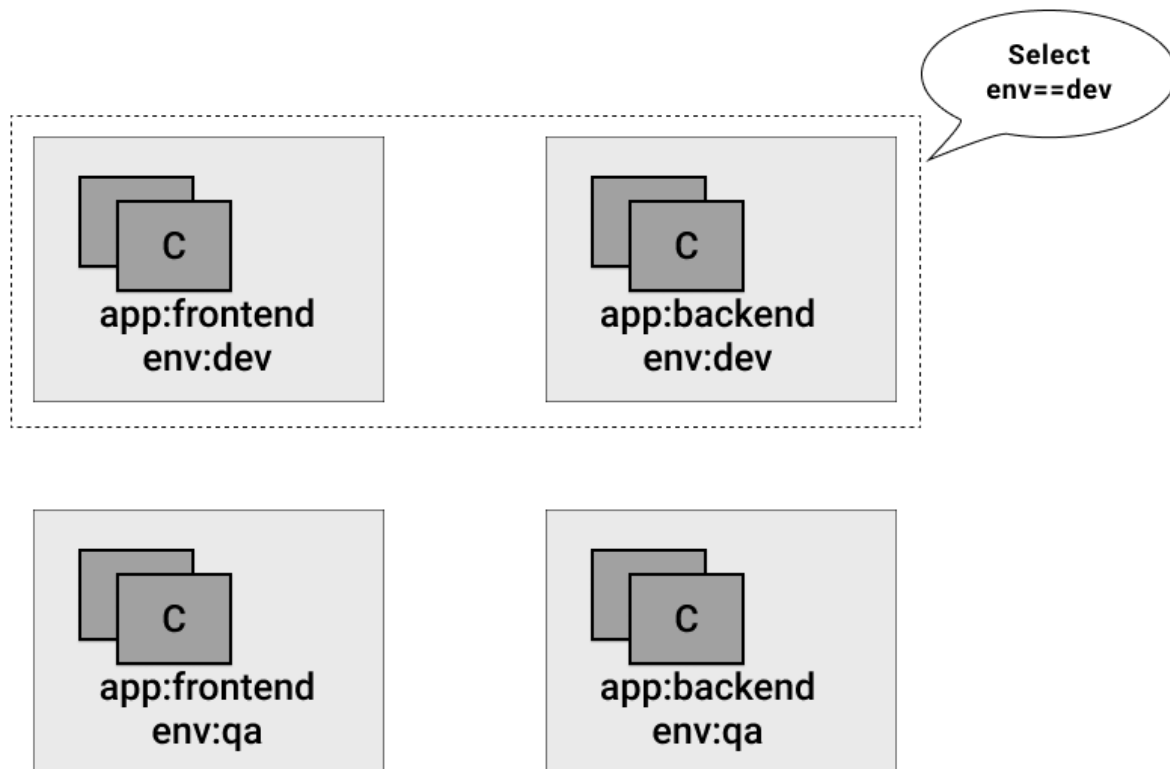 Select
env==dev
C
app:frontend
env:dev
C
app:backend
env:dev
C
app:frontend
env:qa
C
app:backend
env:qa